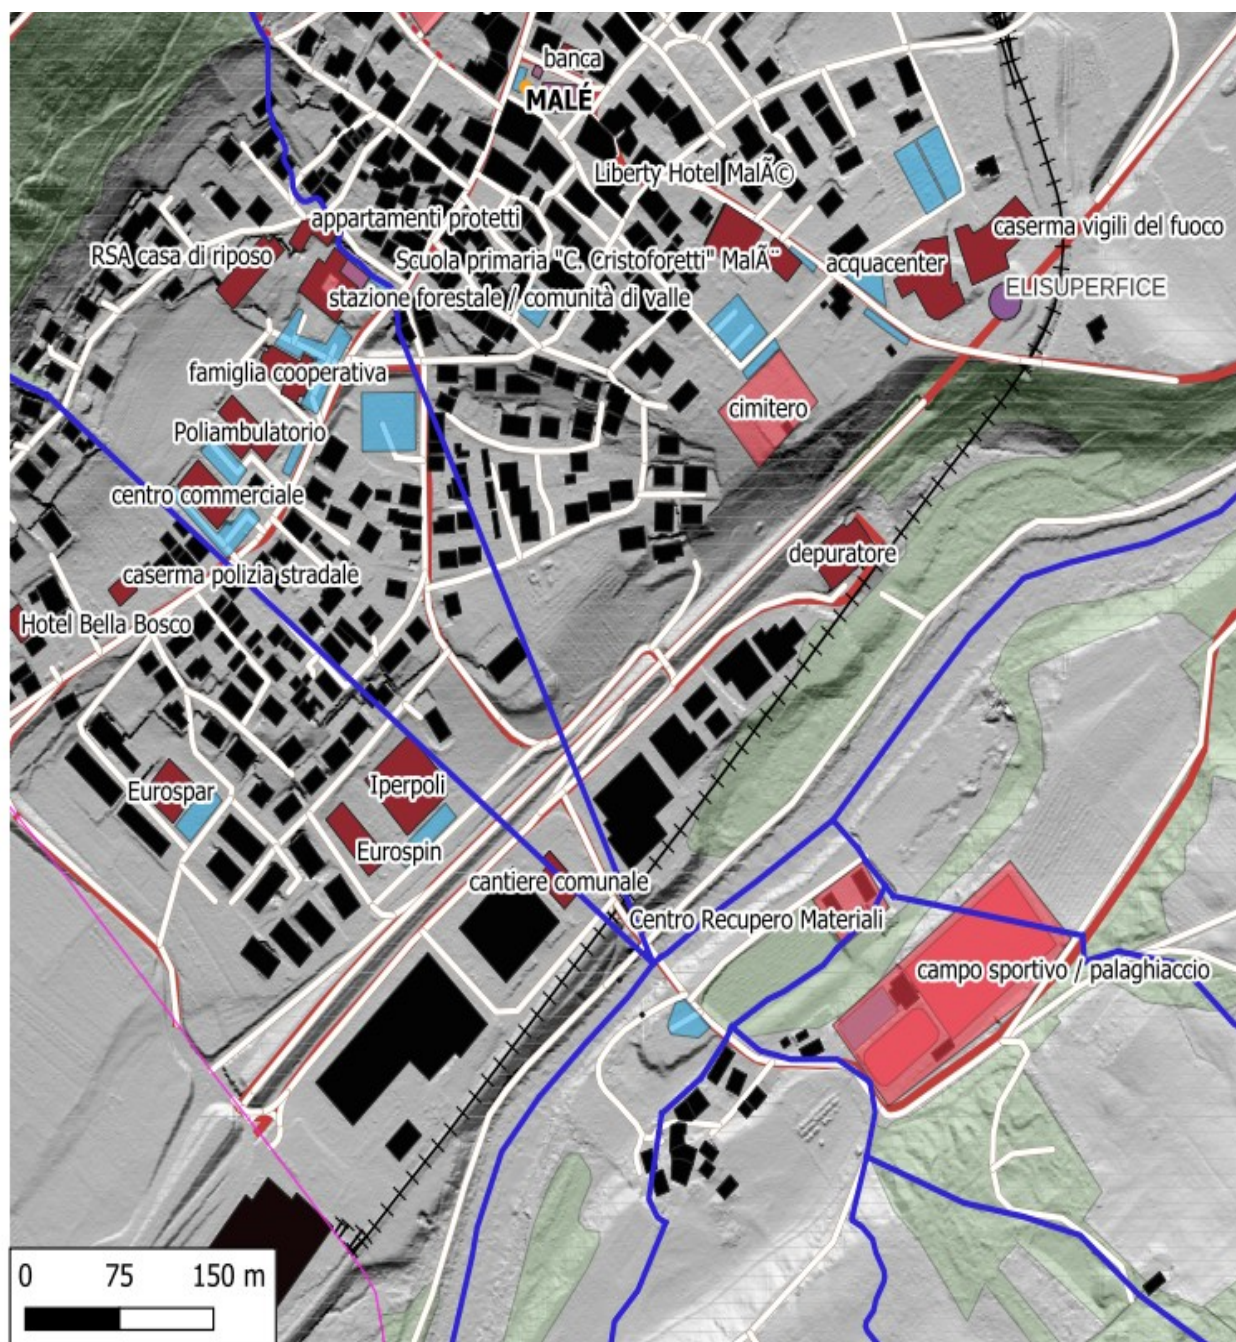 banca
MALÉ
Liberty Hotel MalÃ©
appartamenti protetti
caserma vigili del fuoco
RSA casa di riposo
Scuola primaria "C. Cristoforetti" MalÃ¨
acquacenter
ELISUPERFICE
stazione forestale / comunità di valle
famiglia cooperativa
cimitero
Poliambulatorio
centro commerciale
depuratore
caserma polizia stradale
Hotel Bella Bosco
Iperpoli
Eurospar
Eurospin
cantiere comunale
Centro Recupero Materiali
campo sportivo / palaghiaccio
0 75 150 m